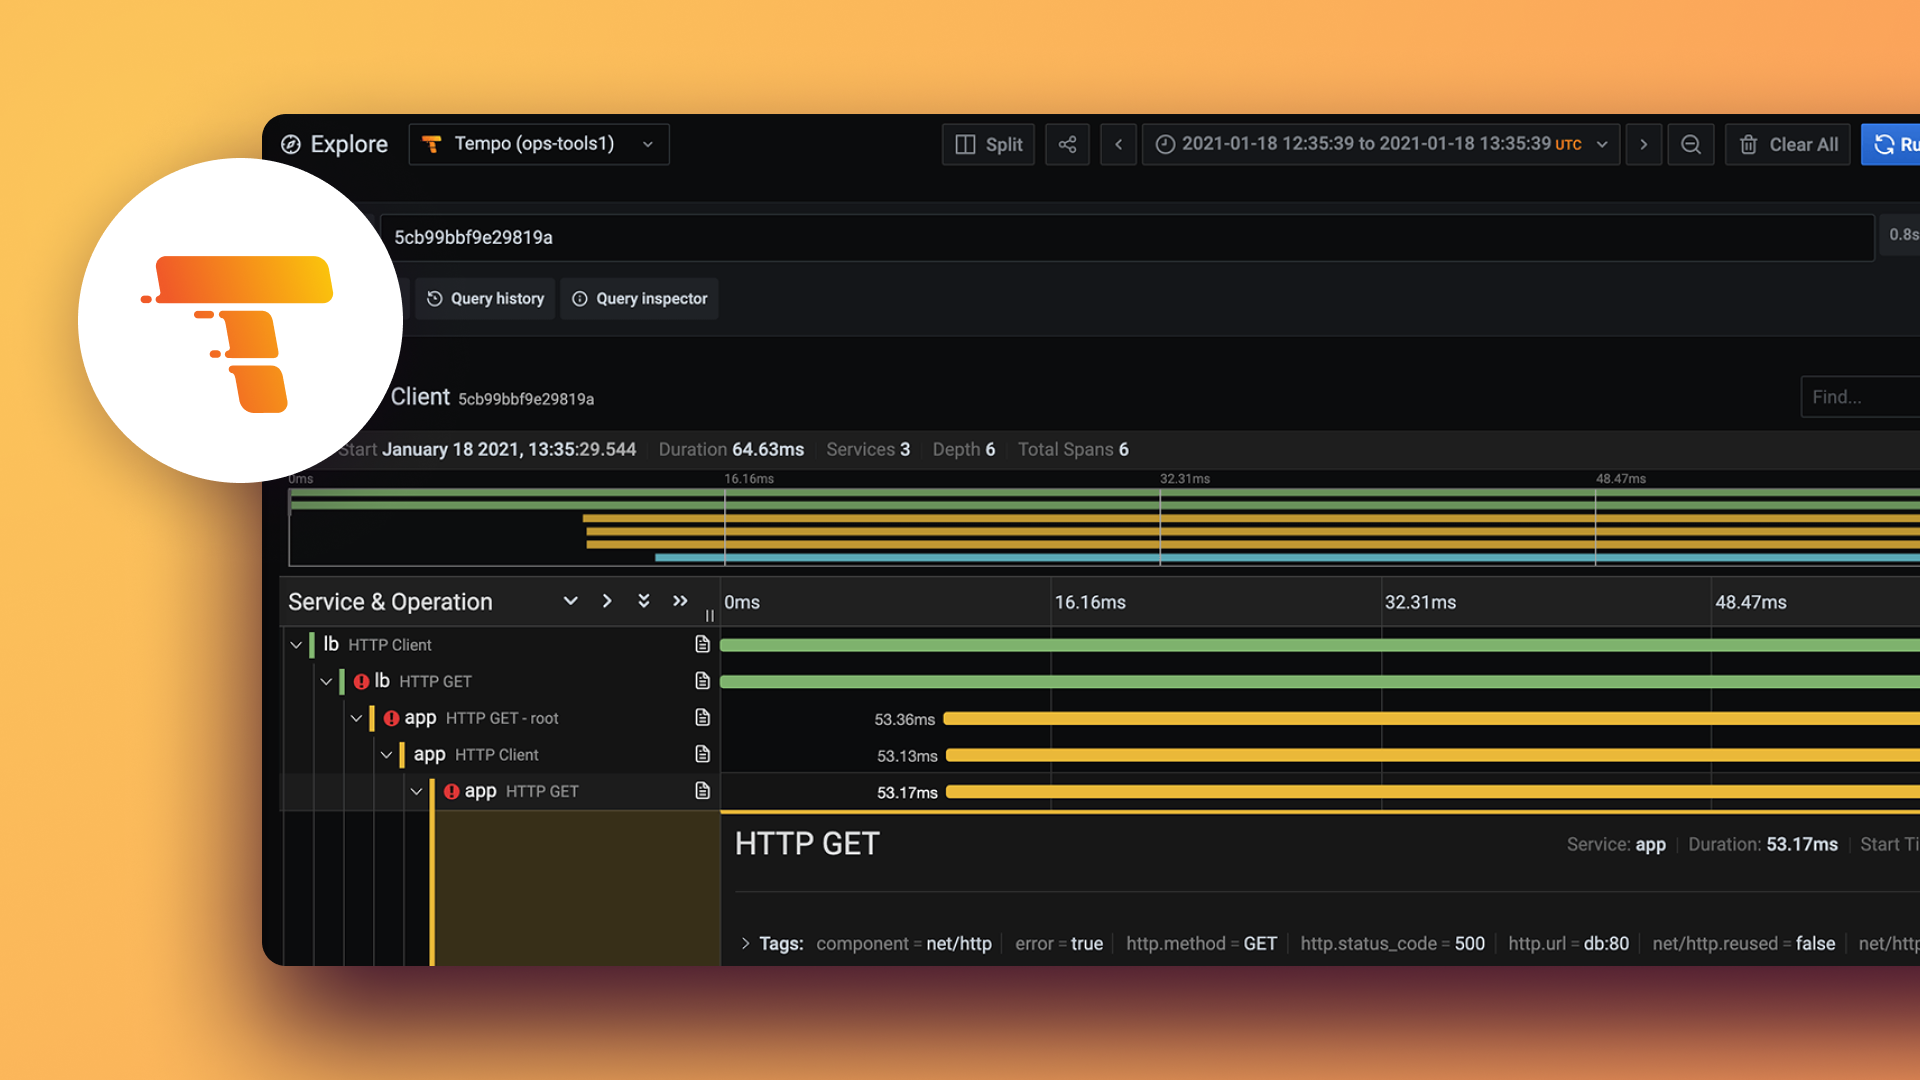 Explore Tempo (ops-tools1) Split 2021-01-18 12:35:39 to 2021-01-18 13:35:39 UTC Clear All
5cb99bbf9e29819a 0.8s
Query history Query inspector
Client 5cb99bbf9e29819a Find...
Start January 18 2021, 13:35:29.544 Duration 64.63ms Services 3 Depth 6 Total Spans 6
0ms 16.16ms 32.31ms 48.47ms
Service & Operation 0ms 16.16ms 32.31ms 48.47ms
lb HTTP Client
lb HTTP GET
app HTTP GET - root 53.36ms
app HTTP Client 53.13ms
app HTTP GET 53.17ms
HTTP GET Service: app Duration: 53.17ms Start
Tags: component = net/http error = true http.method = GET http.status_code = 500 http.url = db:80 net/http.reused = false